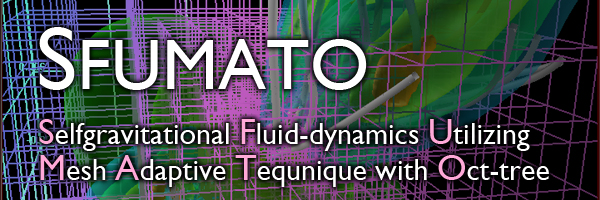 SFUMATO
Selfgravitational Fluid-dynamics Utilizing
Mesh Adaptive Tequnique with Oct-tree